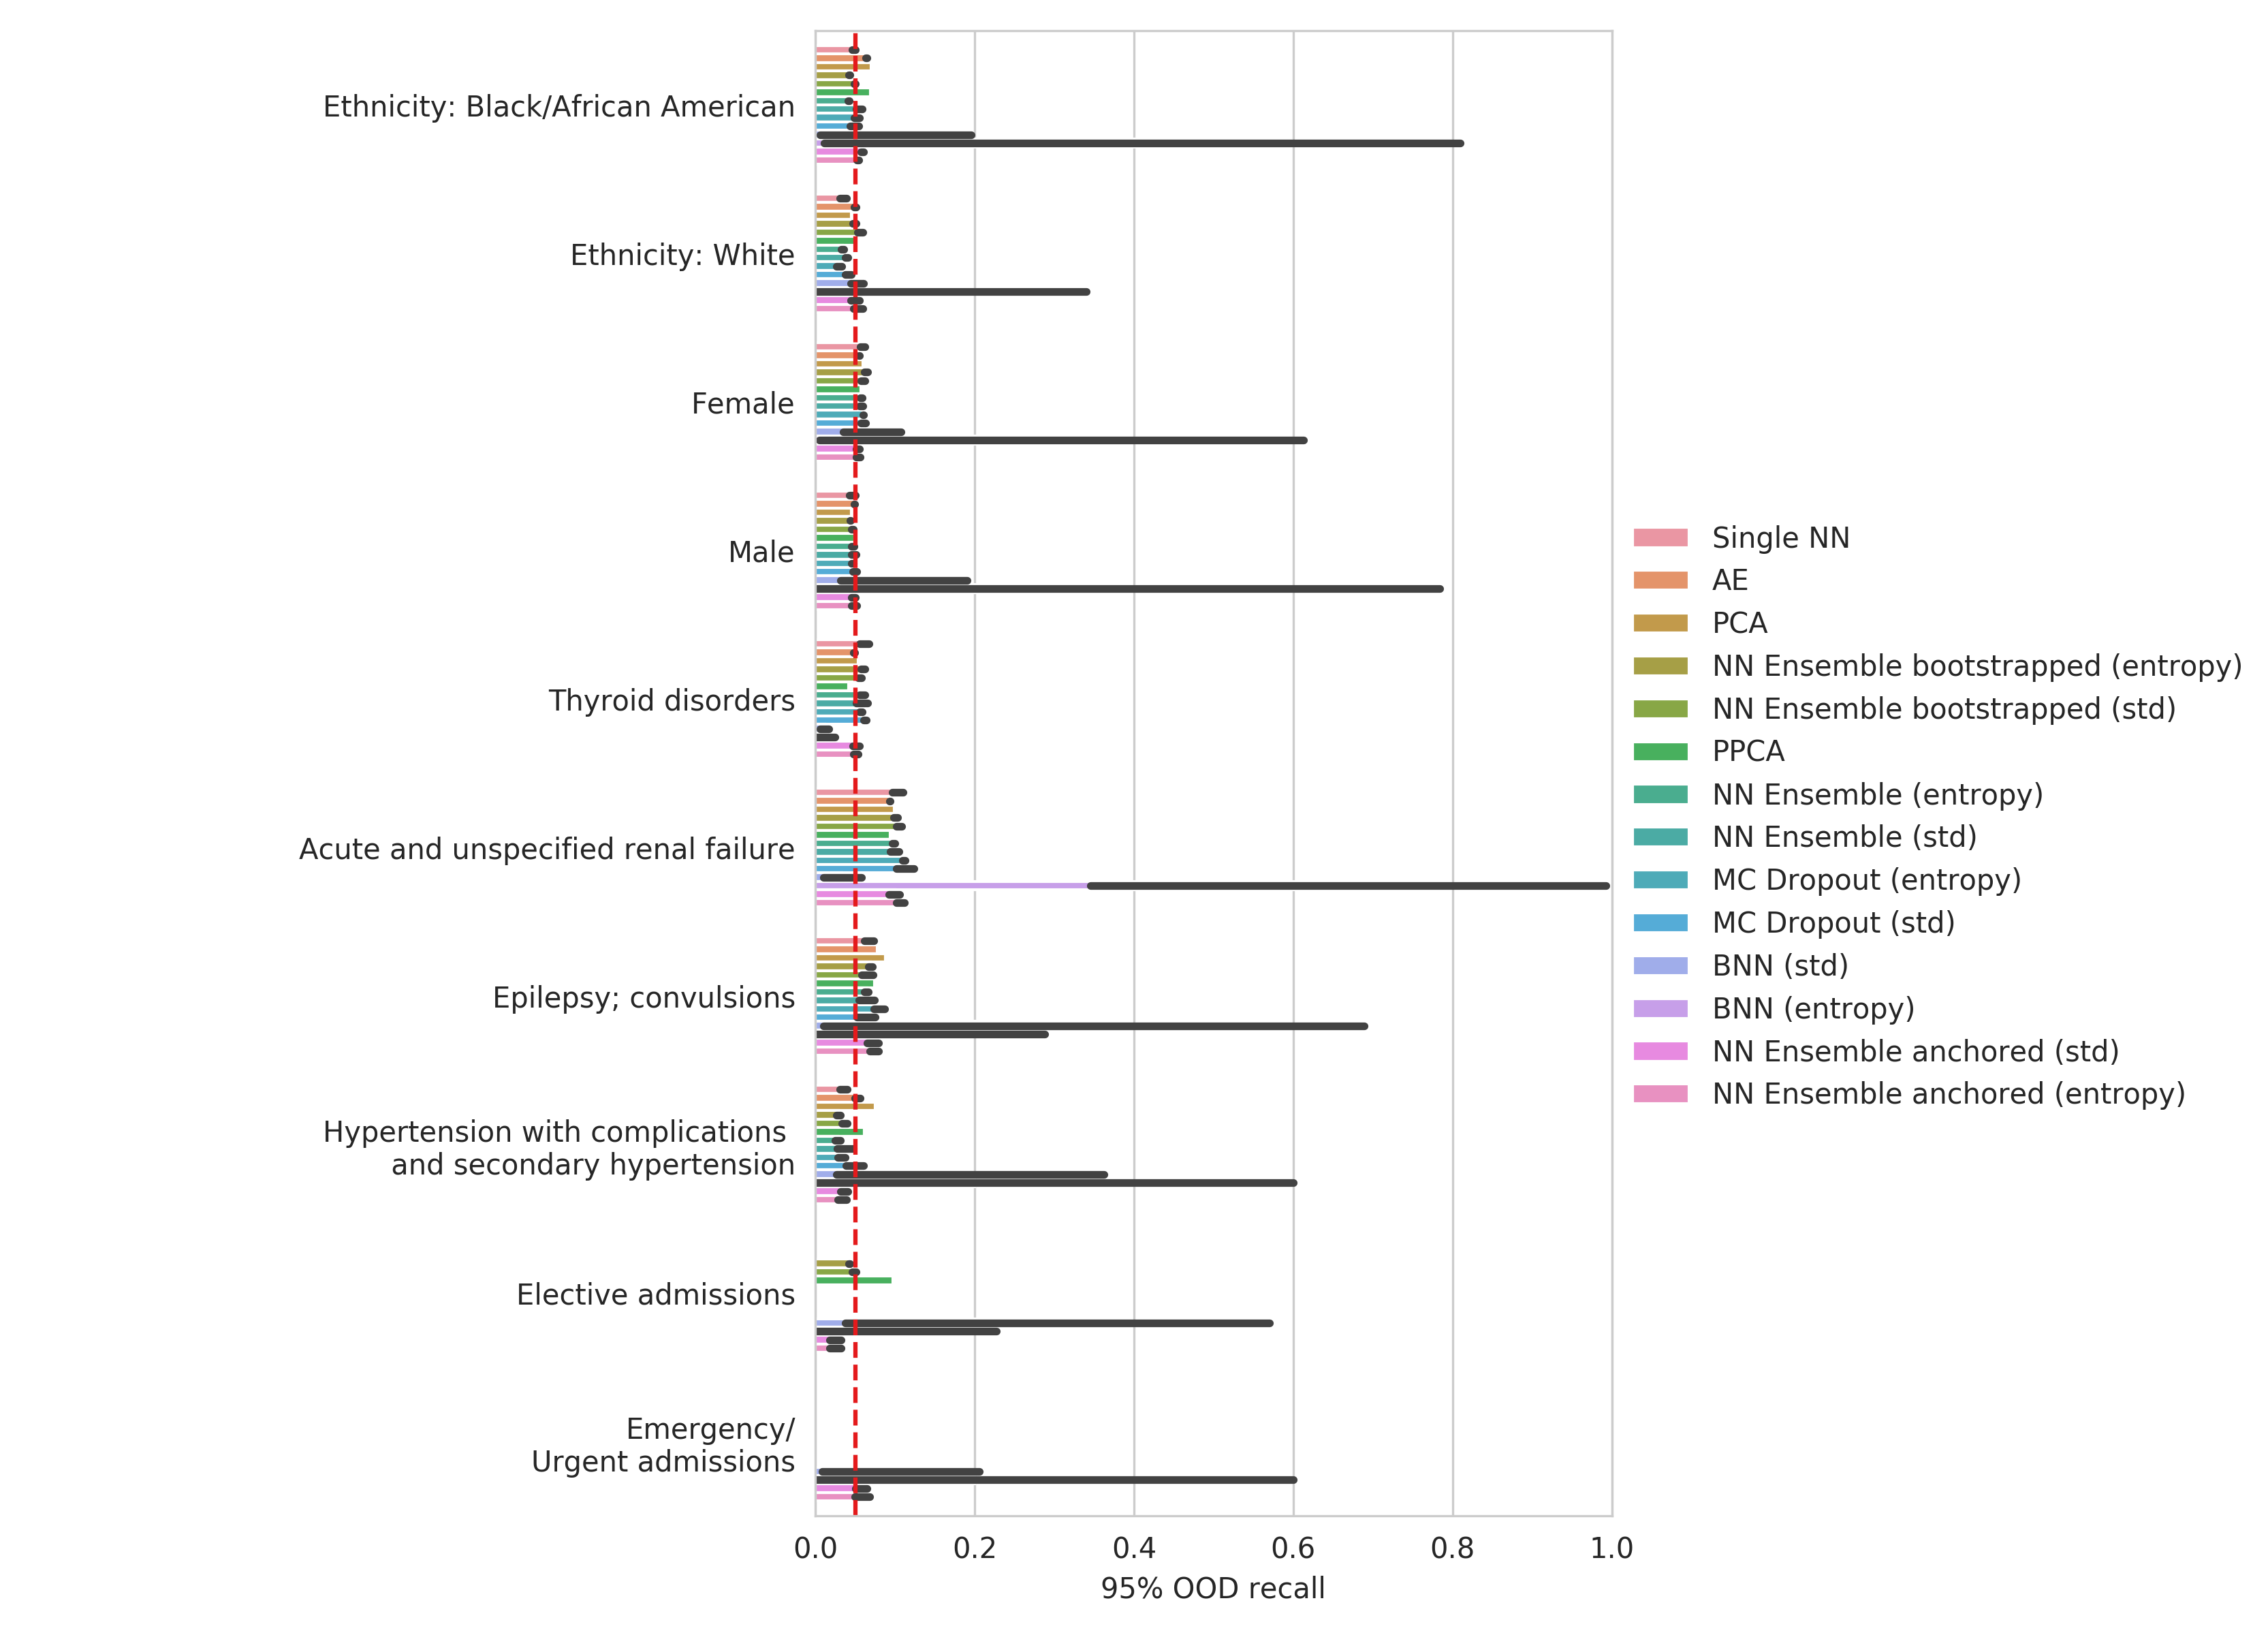 Ethnicity: Black/African American
Ethnicity: White
Female
Male
Thyroid disorders
Acute and unspecified renal failure
Epilepsy; convulsions
Hypertension with complications
and secondary hypertension
Elective admissions
Emergency/
Urgent admissions
0.0 0.2 0.4 0.6 0.8 1.0
95% OOD recall
Single NN
AE
PCA
NN Ensemble bootstrapped (entropy)
NN Ensemble bootstrapped (std)
PPCA
NN Ensemble (entropy)
NN Ensemble (std)
MC Dropout (entropy)
MC Dropout (std)
BNN (std)
BNN (entropy)
NN Ensemble anchored (std)
NN Ensemble anchored (entropy)